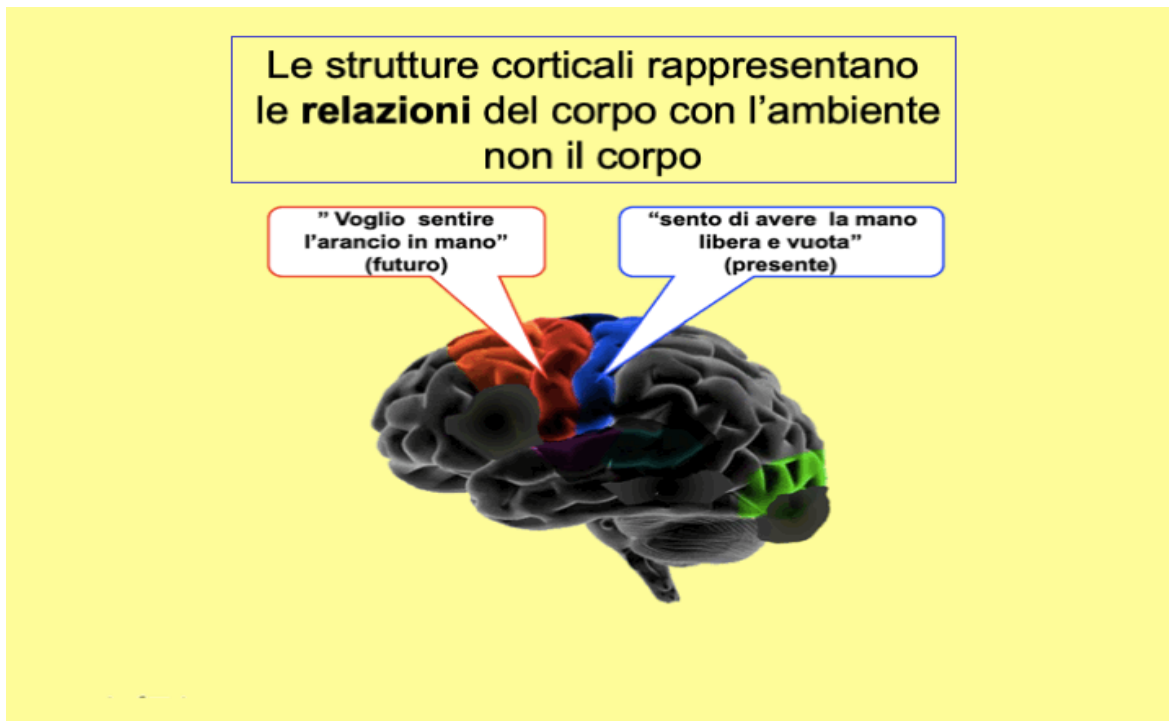 Le strutture corticali rappresentano
le relazioni del corpo con l’ambiente
non il corpo
” Voglio sentire
l’arancio in mano”
(futuro)
“sento di avere la mano
libera e vuota”
(presente)